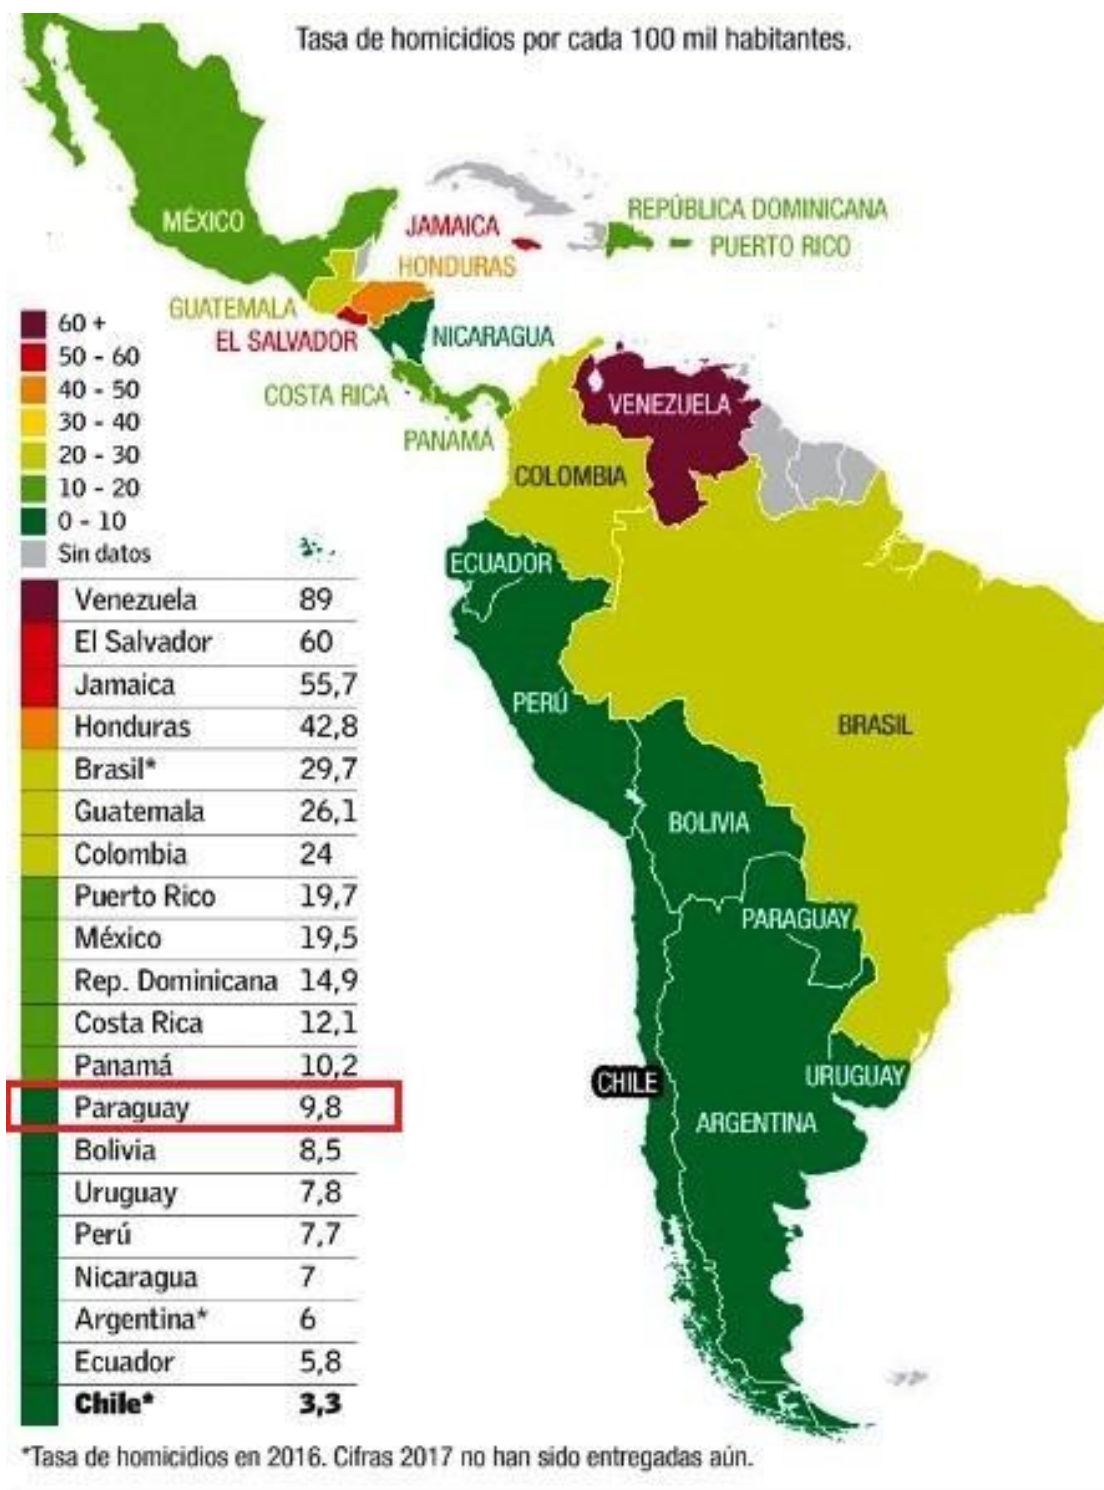 Tasa de homicidios por cada 100 mil habitantes.
MÉXICO
JAMAICA
REPÚBLICA DOMINICANA
PUERTO RICO
HONDURAS
GUATEMALA
EL SALVADOR
NICARAGUA
COSTA RICA
PANAMÁ
VENEZUELA
COLOMBIA
ECUADOR
PERÚ
BRASIL
BOLIVIA
PARAGUAY
CHILE
URUGUAY
ARGENTINA
60 +
50 - 60
40 - 50
30 - 40
20 - 30
10 - 20
0 - 10
Sin datos
Venezuela 89
El Salvador 60
Jamaica 55,7
Honduras 42,8
Brasil* 29,7
Guatemala 26,1
Colombia 24
Puerto Rico 19,7
México 19,5
Rep. Dominicana 14,9
Costa Rica 12,1
Panamá 10,2
Paraguay 9,8
Bolivia 8,5
Uruguay 7,8
Perú 7,7
Nicaragua 7
Argentina* 6
Ecuador 5,8
Chile* 3,3
*Tasa de homicidios en 2016. Cifras 2017 no han sido entregadas aún.